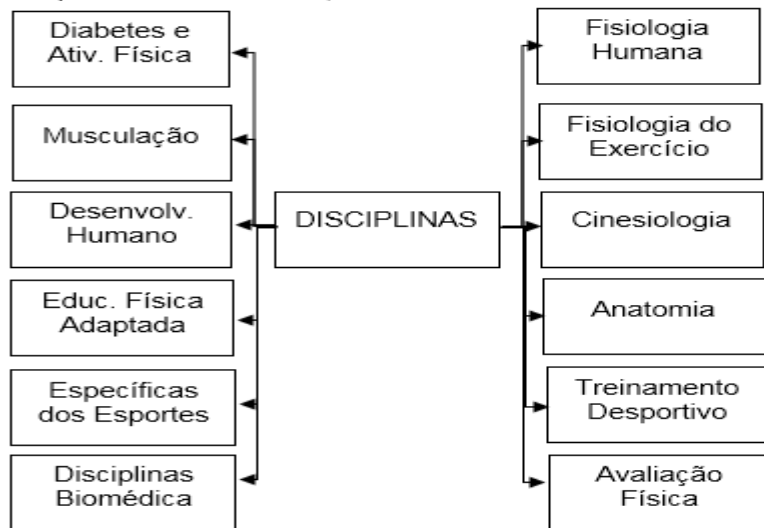 Diabetes e
Ativ. Física
Musculação
Desenvolv.
Humano
Educ. Física
Adaptada
Específicas
dos Esportes
Disciplinas
Biomédica
DISCIPLINAS
Fisiologia
Humana
Fisiologia do
Exercício
Cinesiologia
Anatomia
Treinamento
Desportivo
Avaliação
Física